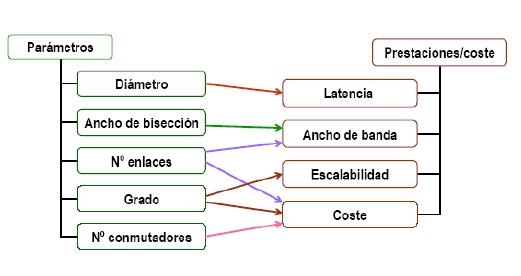 Parámetros
Prestaciones/coste
Diámetro
Latencia
Ancho de bisección
Ancho de banda
Nº enlaces
Escalabilidad
Grado
Coste
Nº conmutadores